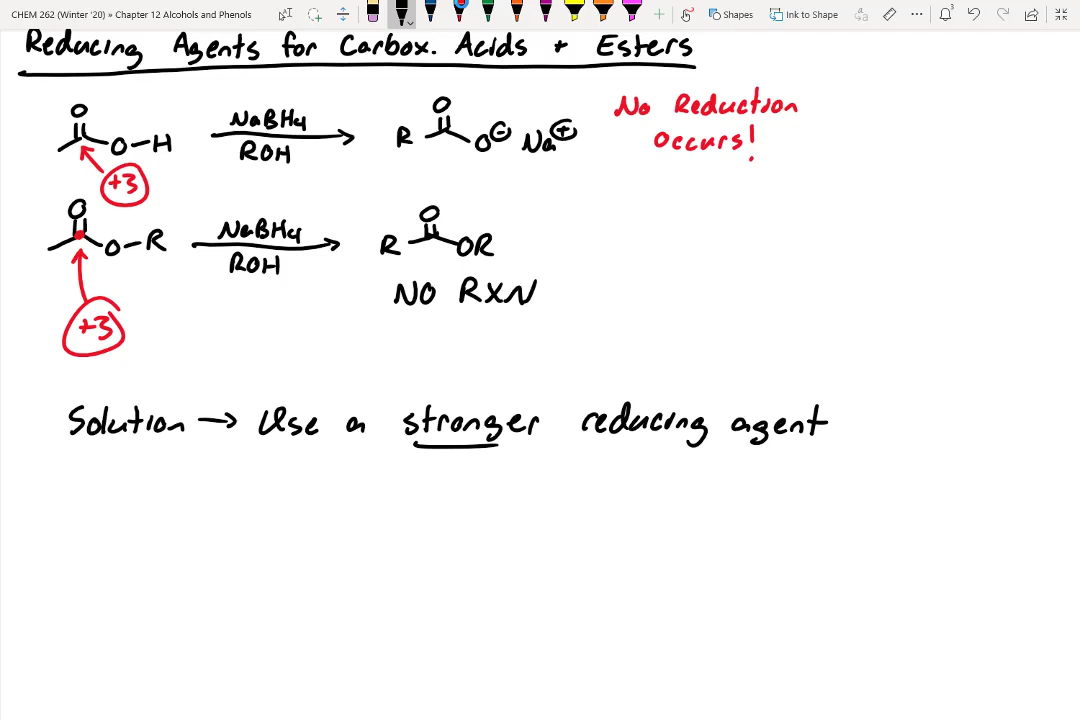 CHEM 262 (Winter '20) » Chapter 12 Alcohols and Phenols
3
Shapes
Ink to Shape
Reducing Agents for Carbox. Acids + Esters
O
O-H
+3
NaBH4
ROH
O
R O⊖ Na⊕
No Reduction
Occurs!
O
O-R
+3
NaBH4
ROH
O
R OR
NO RXN
Solution → Use a stronger reducing agent